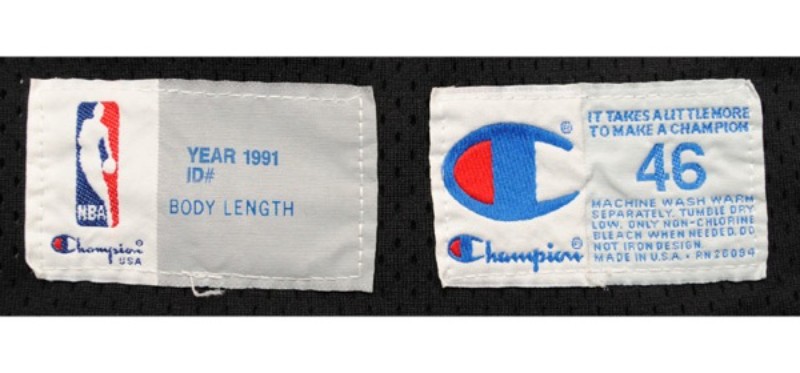 NBA
Champion®
USA
YEAR 1991
ID#
BODY LENGTH
®
Champion®
IT TAKES A LITTLE MORE
TO MAKE A CHAMPION
46
MACHINE WASH WARM
SEPARATELY. TUMBLE DRY
LOW. ONLY NON-CHLORINE
BLEACH WHEN NEEDED. DO
NOT IRON DESIGN.
MADE IN U.S.A. • RN 26094